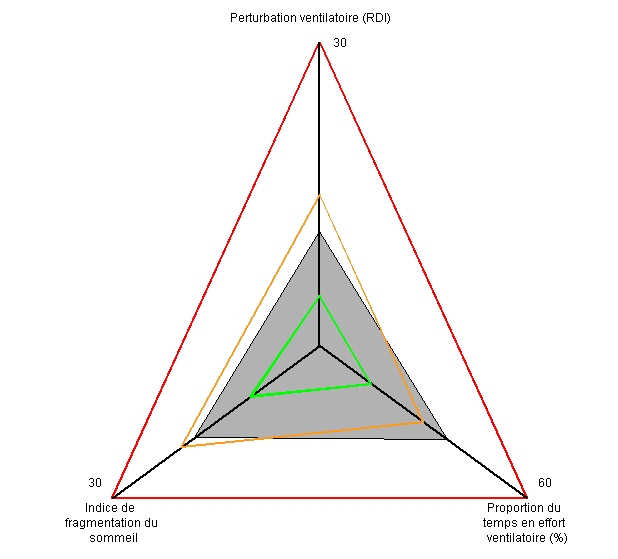 Perturbation ventilatoire (RDI)
30
30
60
Indice de
fragmentation du
sommeil
Proportion du
temps en effort
ventilatoire (%)